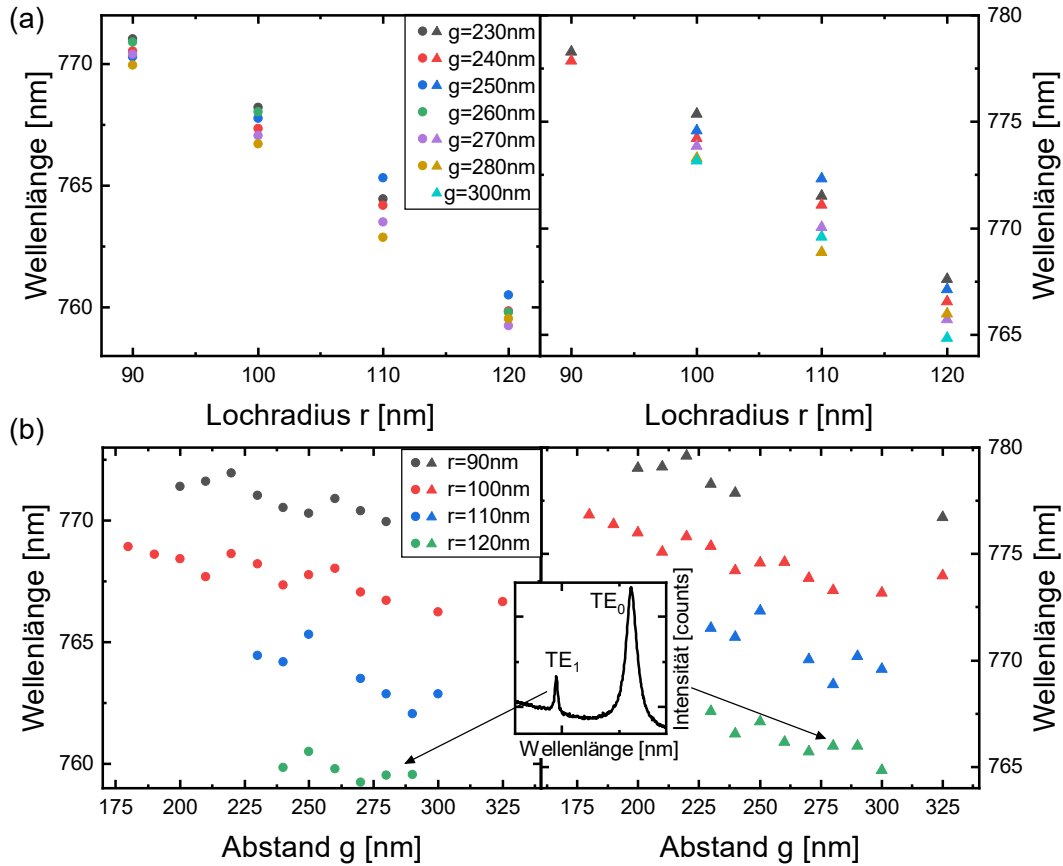 (a)
Wellenlänge [nm]
770
765
760
90
100
110
120
Lochradius r [nm]
g=230nm
g=240nm
g=250nm
g=260nm
g=270nm
g=280nm
g=300nm
90
100
110
120
Lochradius r [nm]
780
775
770
765
Wellenlänge [nm]
(b)
Wellenlänge [nm]
770
765
760
175
200
225
250
275
300
325
Abstand g [nm]
r=90nm
r=100nm
r=110nm
r=120nm
TE0
TE1
Wellenlänge [nm]
Intensität [counts]
175
200
225
250
275
300
325
Abstand g [nm]
780
775
770
765
Wellenlänge [nm]